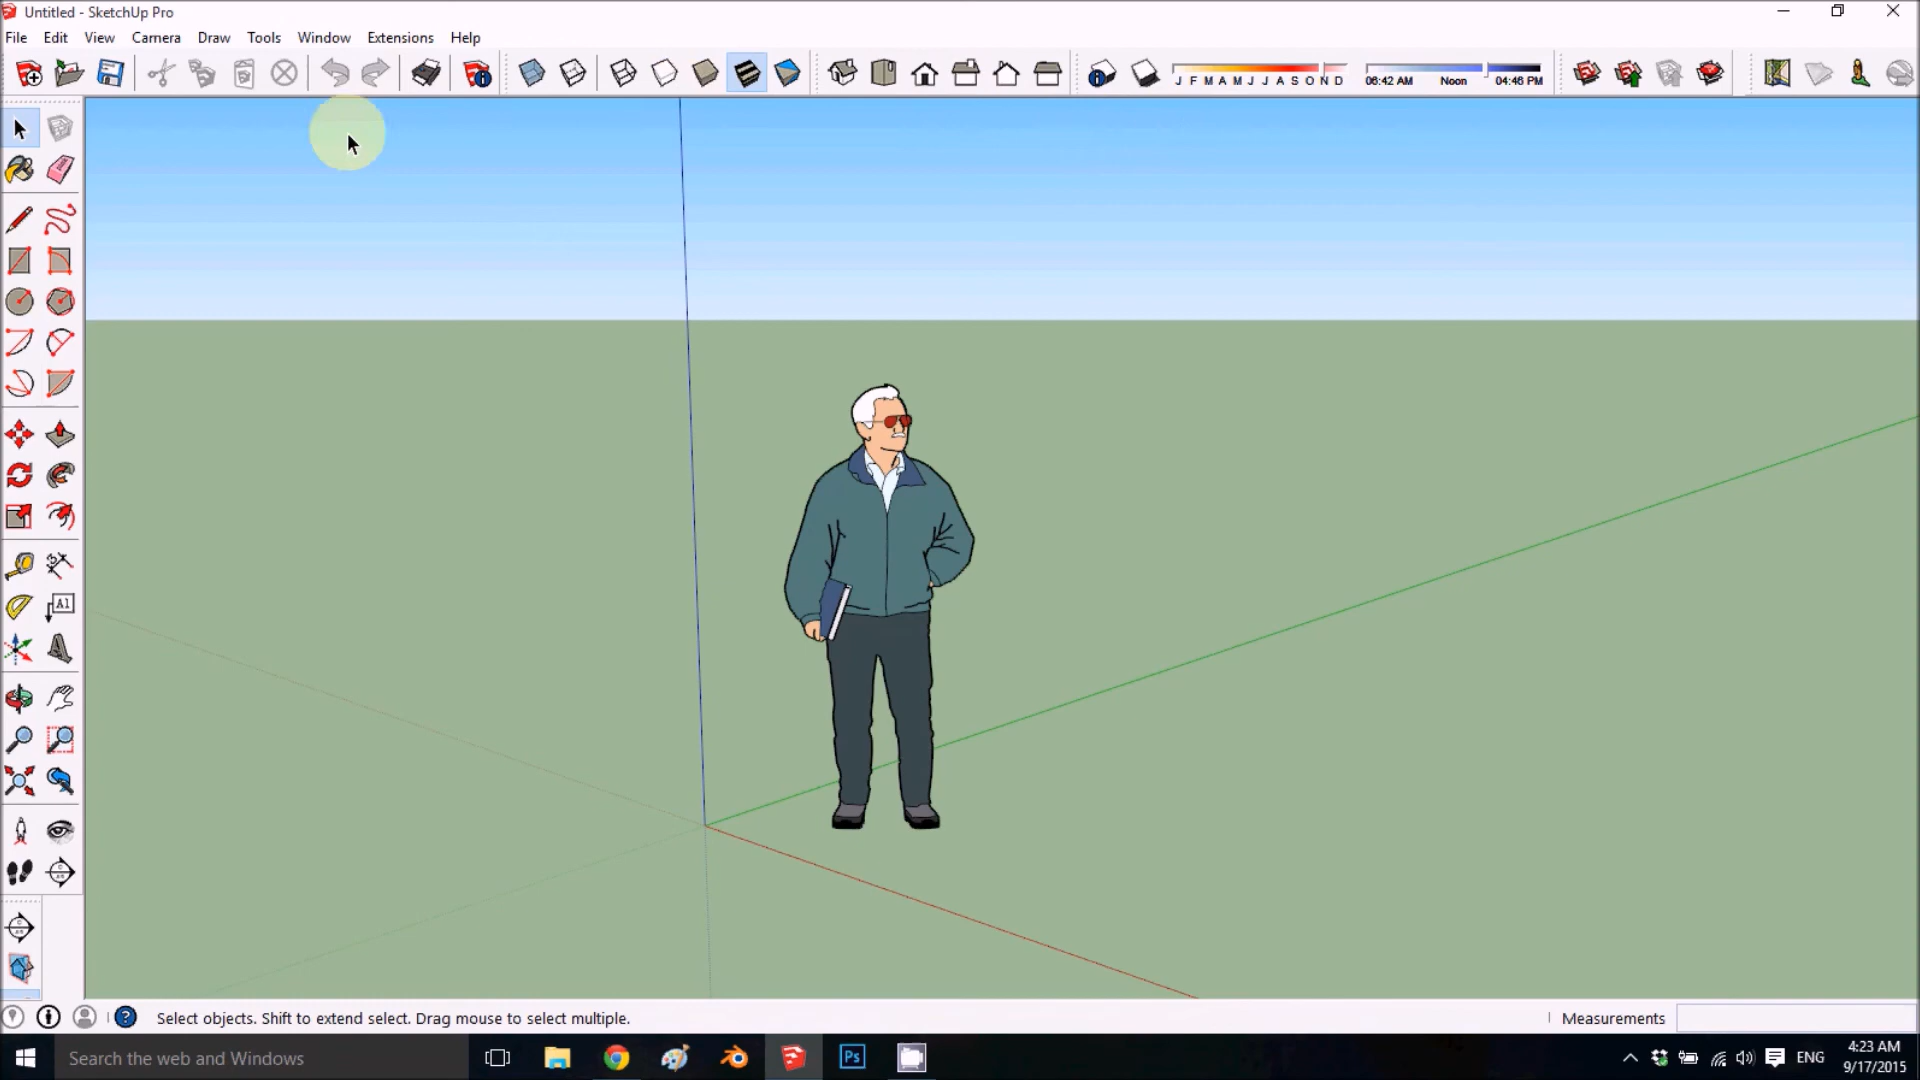 Untitled - SketchUp Pro
File Edit View Camera Draw Tools Window Extensions Help
J F M A M J J A S O N D
06:42 AM Noon 04:46 PM
A1
Select objects. Shift to extend select. Drag mouse to select multiple.
Measurements
Search the web and Windows
Ps
ENG
4:23 AM
9/17/2015